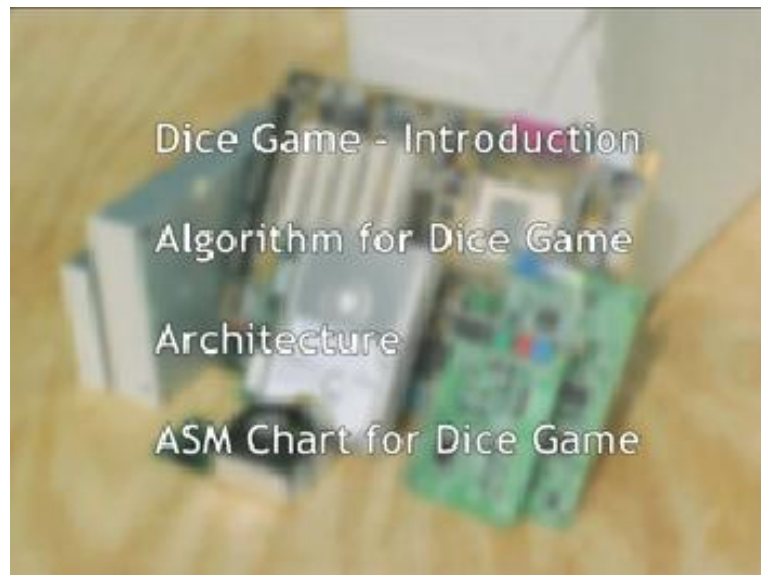 Dice Game - Introduction
Algorithm for Dice Game
Architecture
ASM Chart for Dice Game